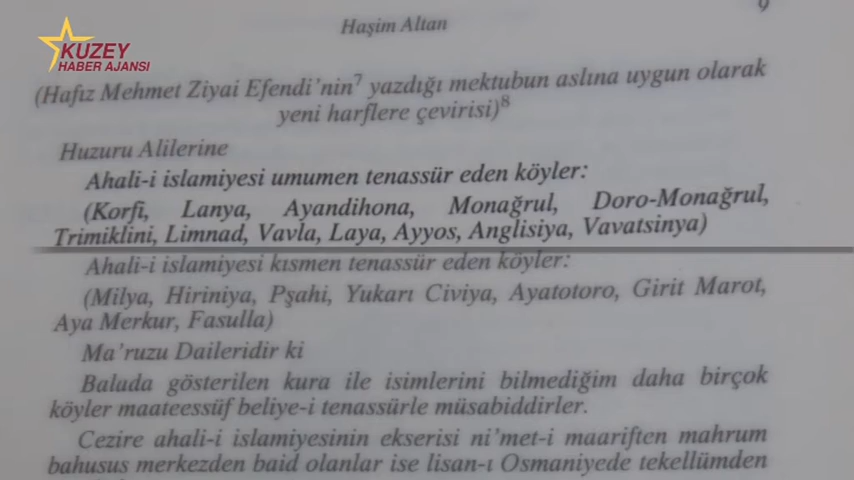 9
KUZEY
HABER AJANSI
Haşim Altan
(Hafız Mehmet Ziyai Efendi'nin⁷ yazdığı mektubun aslına uygun olarak
yeni harflere çevirisi)⁸
Huzuru Alilerine
Ahali-i islamiyesi umumen tenassür eden köyler:
(Korfi, Lanya, Ayandihona, Monağrul, Doro-Monağrul,
Trimiklini, Limnad, Vavla, Laya, Ayyos, Anglisiya, Vavatsinya)
Ahali-i islamiyesi kısmen tenassür eden köyler:
(Milya, Hiriniya, Pşahi, Yukarı Civiya, Ayatotoro, Girit Marot,
Aya Merkur, Fasulla)
Ma'ruzu Daileridir ki
Balada gösterilen kura ile isimlerini bilmediğim daha birçok
köyler maateessüf beliye-i tenassürle müsabiddirler.
Cezire ahali-i islamiyesinin ekserisi ni'met-i maariften mahrum
bahusus merkezden baid olanlar ise lisan-ı Osmaniyede tekellümden